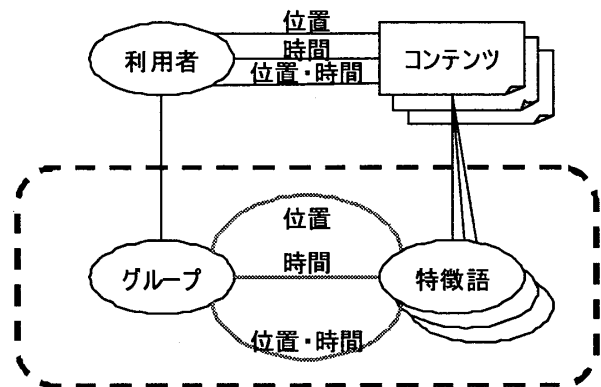 位置
時間
位置・時間
利用者
コンテンツ
位置
時間
位置・時間
グループ
特徴語